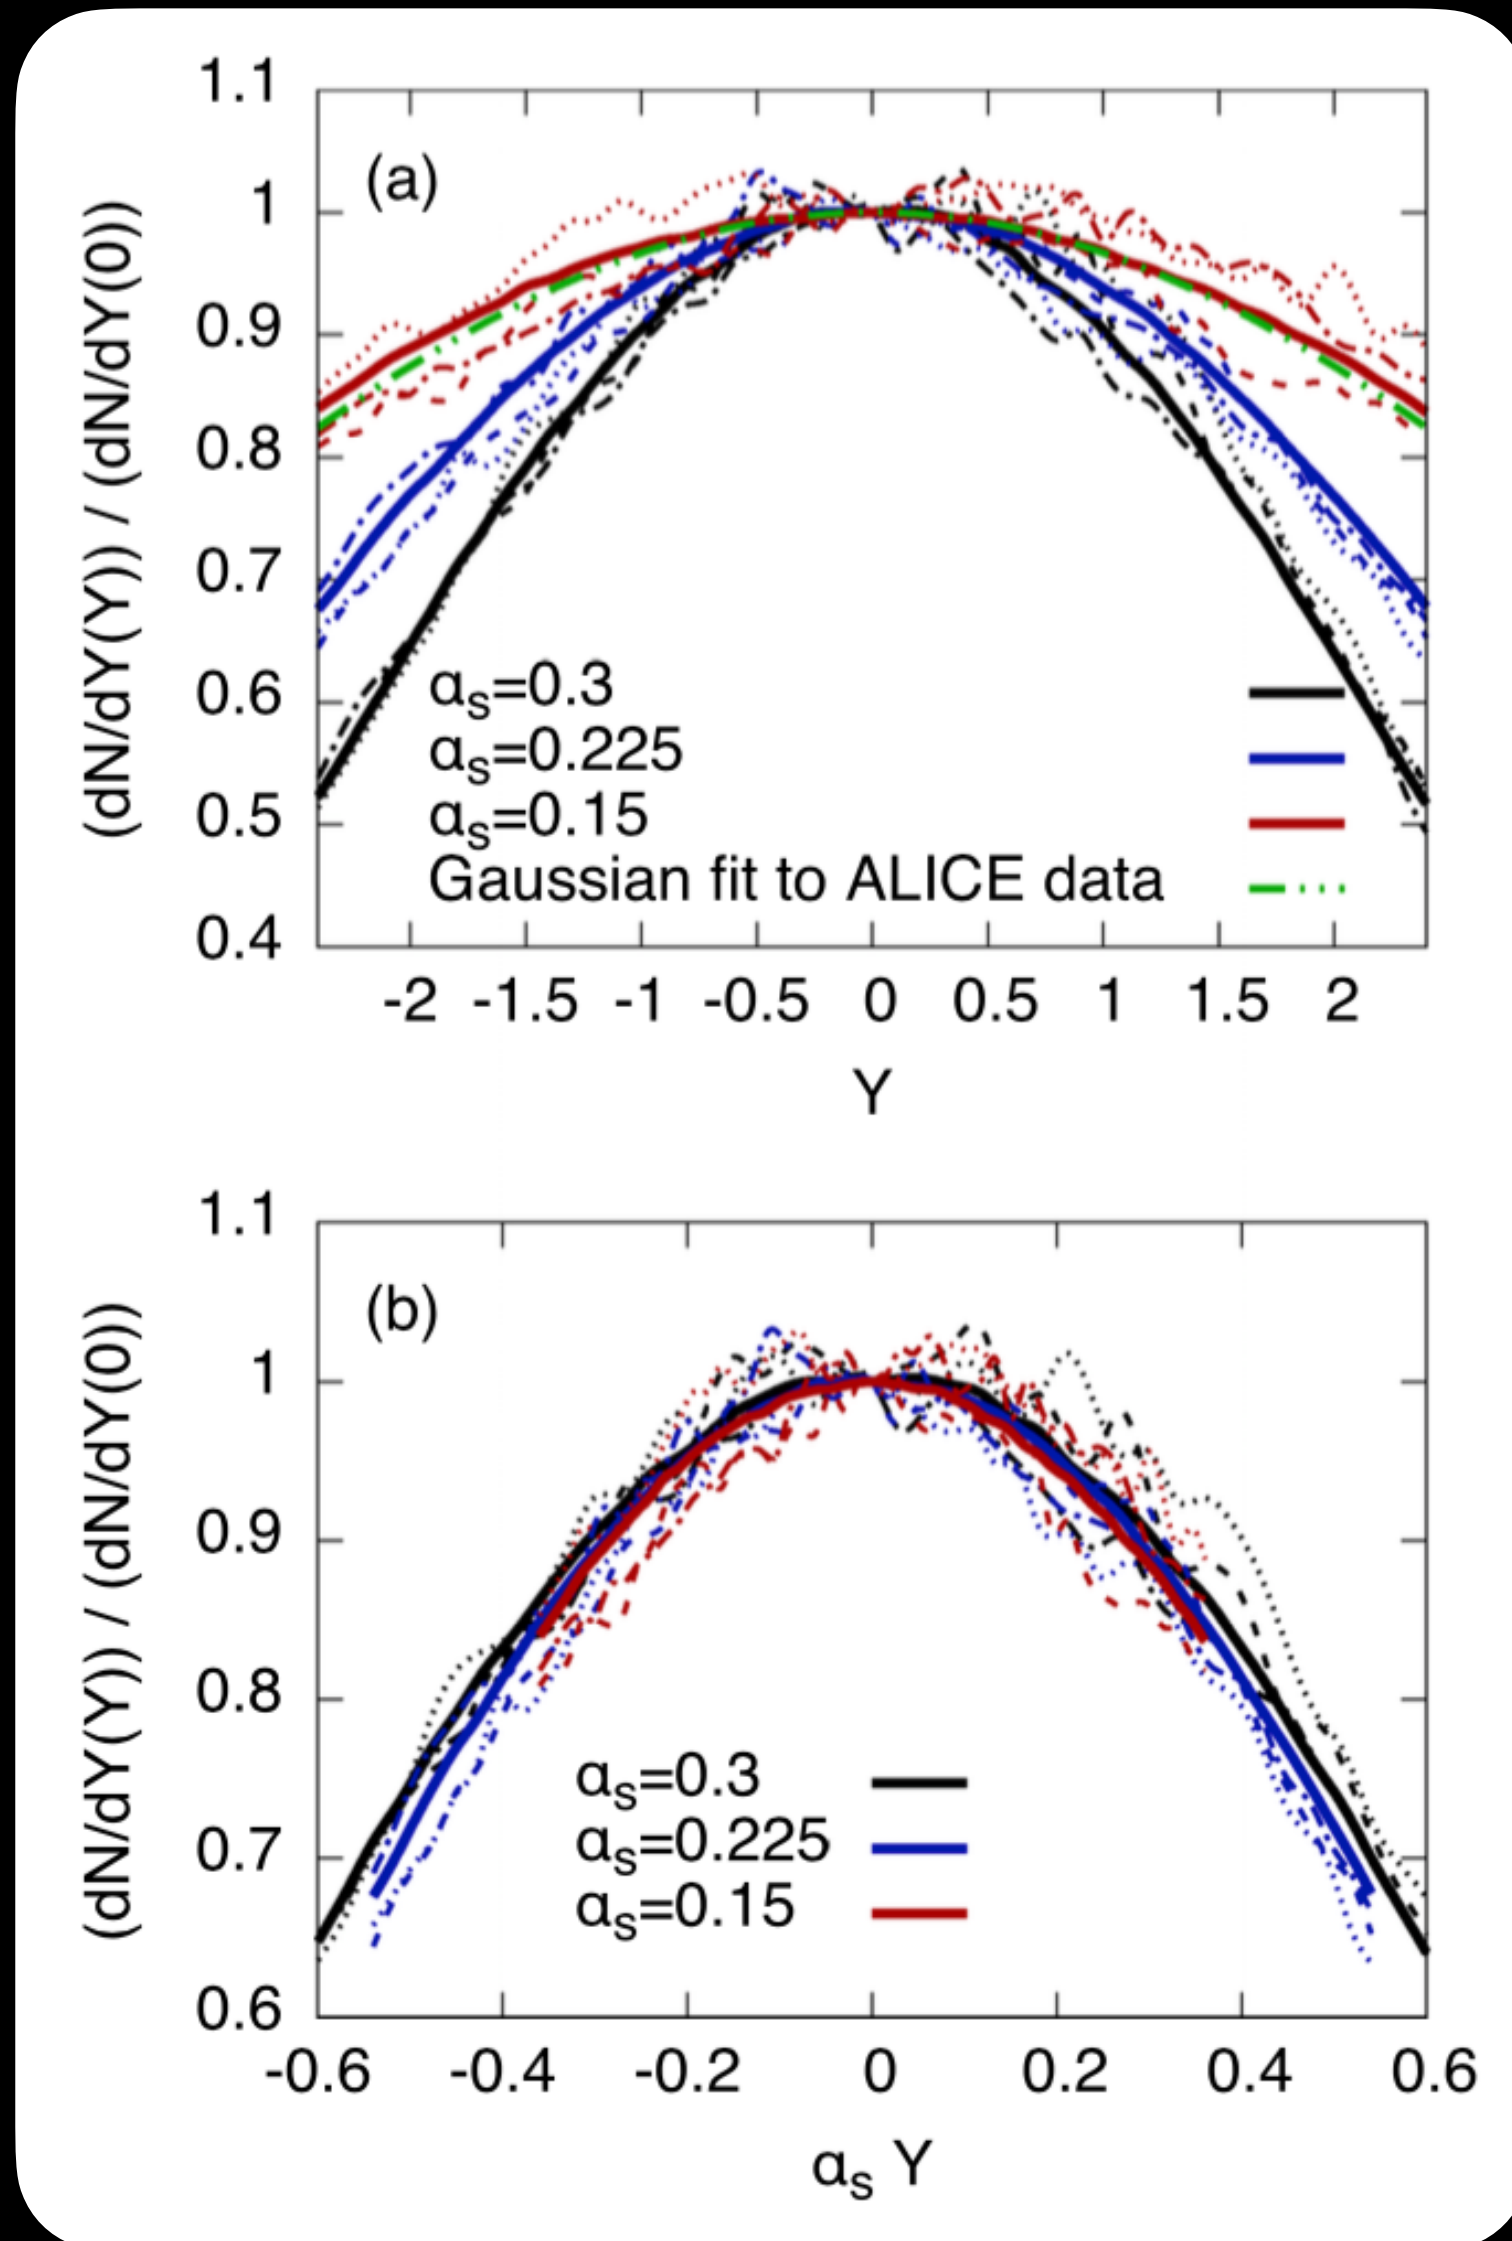 (a)
(dN/dY(Y)) / (dN/dY(0))
1.1
1
0.9
0.8
0.7
0.6
0.5
0.4
αs=0.3
αs=0.225
αs=0.15
Gaussian fit to ALICE data
-2 -1.5 -1 -0.5 0 0.5 1 1.5 2
Y
(b)
(dN/dY(Y)) / (dN/dY(0))
1.1
1
0.9
0.8
0.7
0.6
αs=0.3
αs=0.225
αs=0.15
-0.6 -0.4 -0.2 0 0.2 0.4 0.6
αs Y